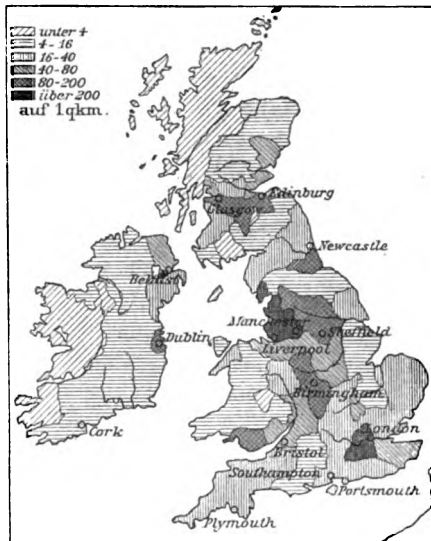 unter 4
4-16
16-40
40-80
80-200
über 200
auf 1qkm.
Edinburg
Glasgow
Newcastle
Belfast
Manchester
Sheffield
Dublin
Liverpool
Birmingham
Cork
London
Bristol
Southampton
Portsmouth
Plymouth